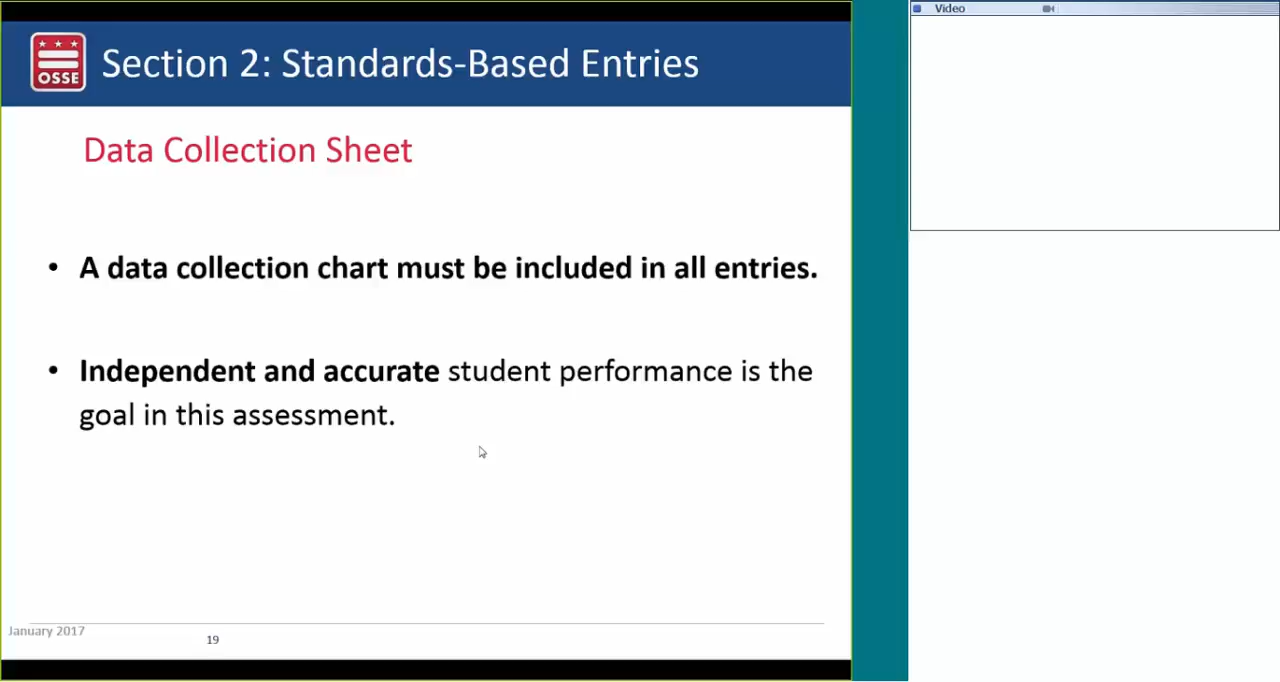 OSSE
Section 2: Standards-Based Entries
Data Collection Sheet
• A data collection chart must be included in all entries.
• Independent and accurate student performance is the
goal in this assessment.
January 2017
19
Video